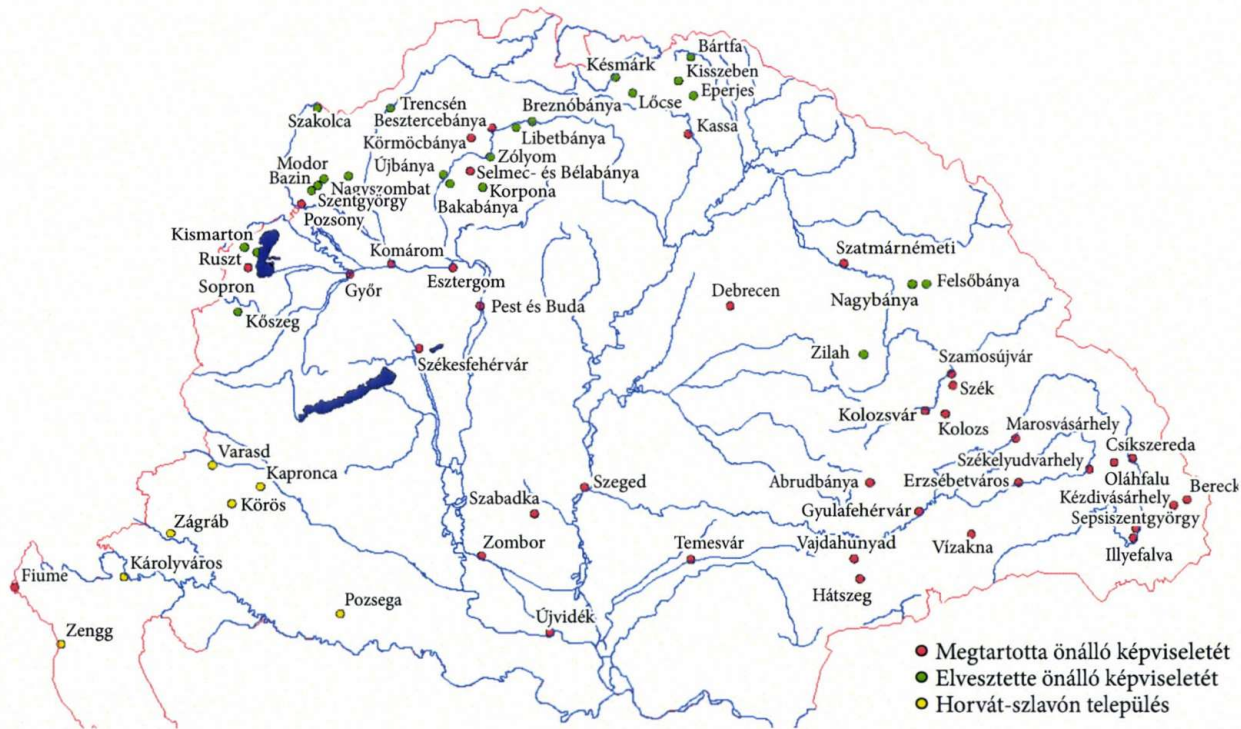 Bártfa
Késmárk
Kisszeben
Eperjes
Lőcse
Szakolca
Trencsén
Breznóbánya
Besztercebánya
Libetbánya
Kassa
Körmöcbánya
Zólyom
Modor
Újbánya
Selmec- és Bélabánya
Bazin
Nagyszombat
Korpona
Szentgyörgy
Bakabánya
Pozsony
Kismarton
Komárom
Szatmárnémeti
Ruszt
Sopron
Győr
Esztergom
Debrecen
Nagybánya
Felsőbánya
Pest és Buda
Kőszeg
Zilah
Székesfehérvár
Szamosújvár
Szék
Kolozsvár
Kolozs
Marosvásárhely
Varasd
Csíkszereda
Székelyudvarhely
Kapronca
Oláhfalu
Szeged
Abrudbánya
Erzsébetváros
Kézdivásárhely
Bereck
Szabadka
Körös
Gyulafehérvár
Sepsiszentgyörgy
Zágráb
Zombor
Temesvár
Vajdahunyad
Vízakna
Illyefalva
Károlyváros
Fiume
Hátszeg
Pozsega
Újvidék
Zengg
Megtartotta önálló képviseletét
Elvesztette önálló képviseletét
Horvát-szlavón település